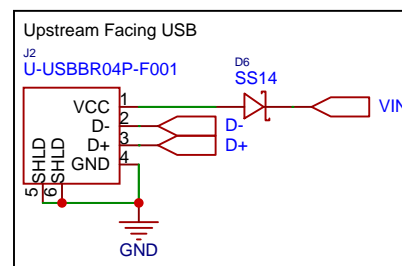 Upstream Facing USB
J2
U-USBBR04P-F001
D6
SS14
VCC 1
VIN
D- 2
D-
D+ 3
D+
GND 4
SHLD 5
SHLD 6
GND